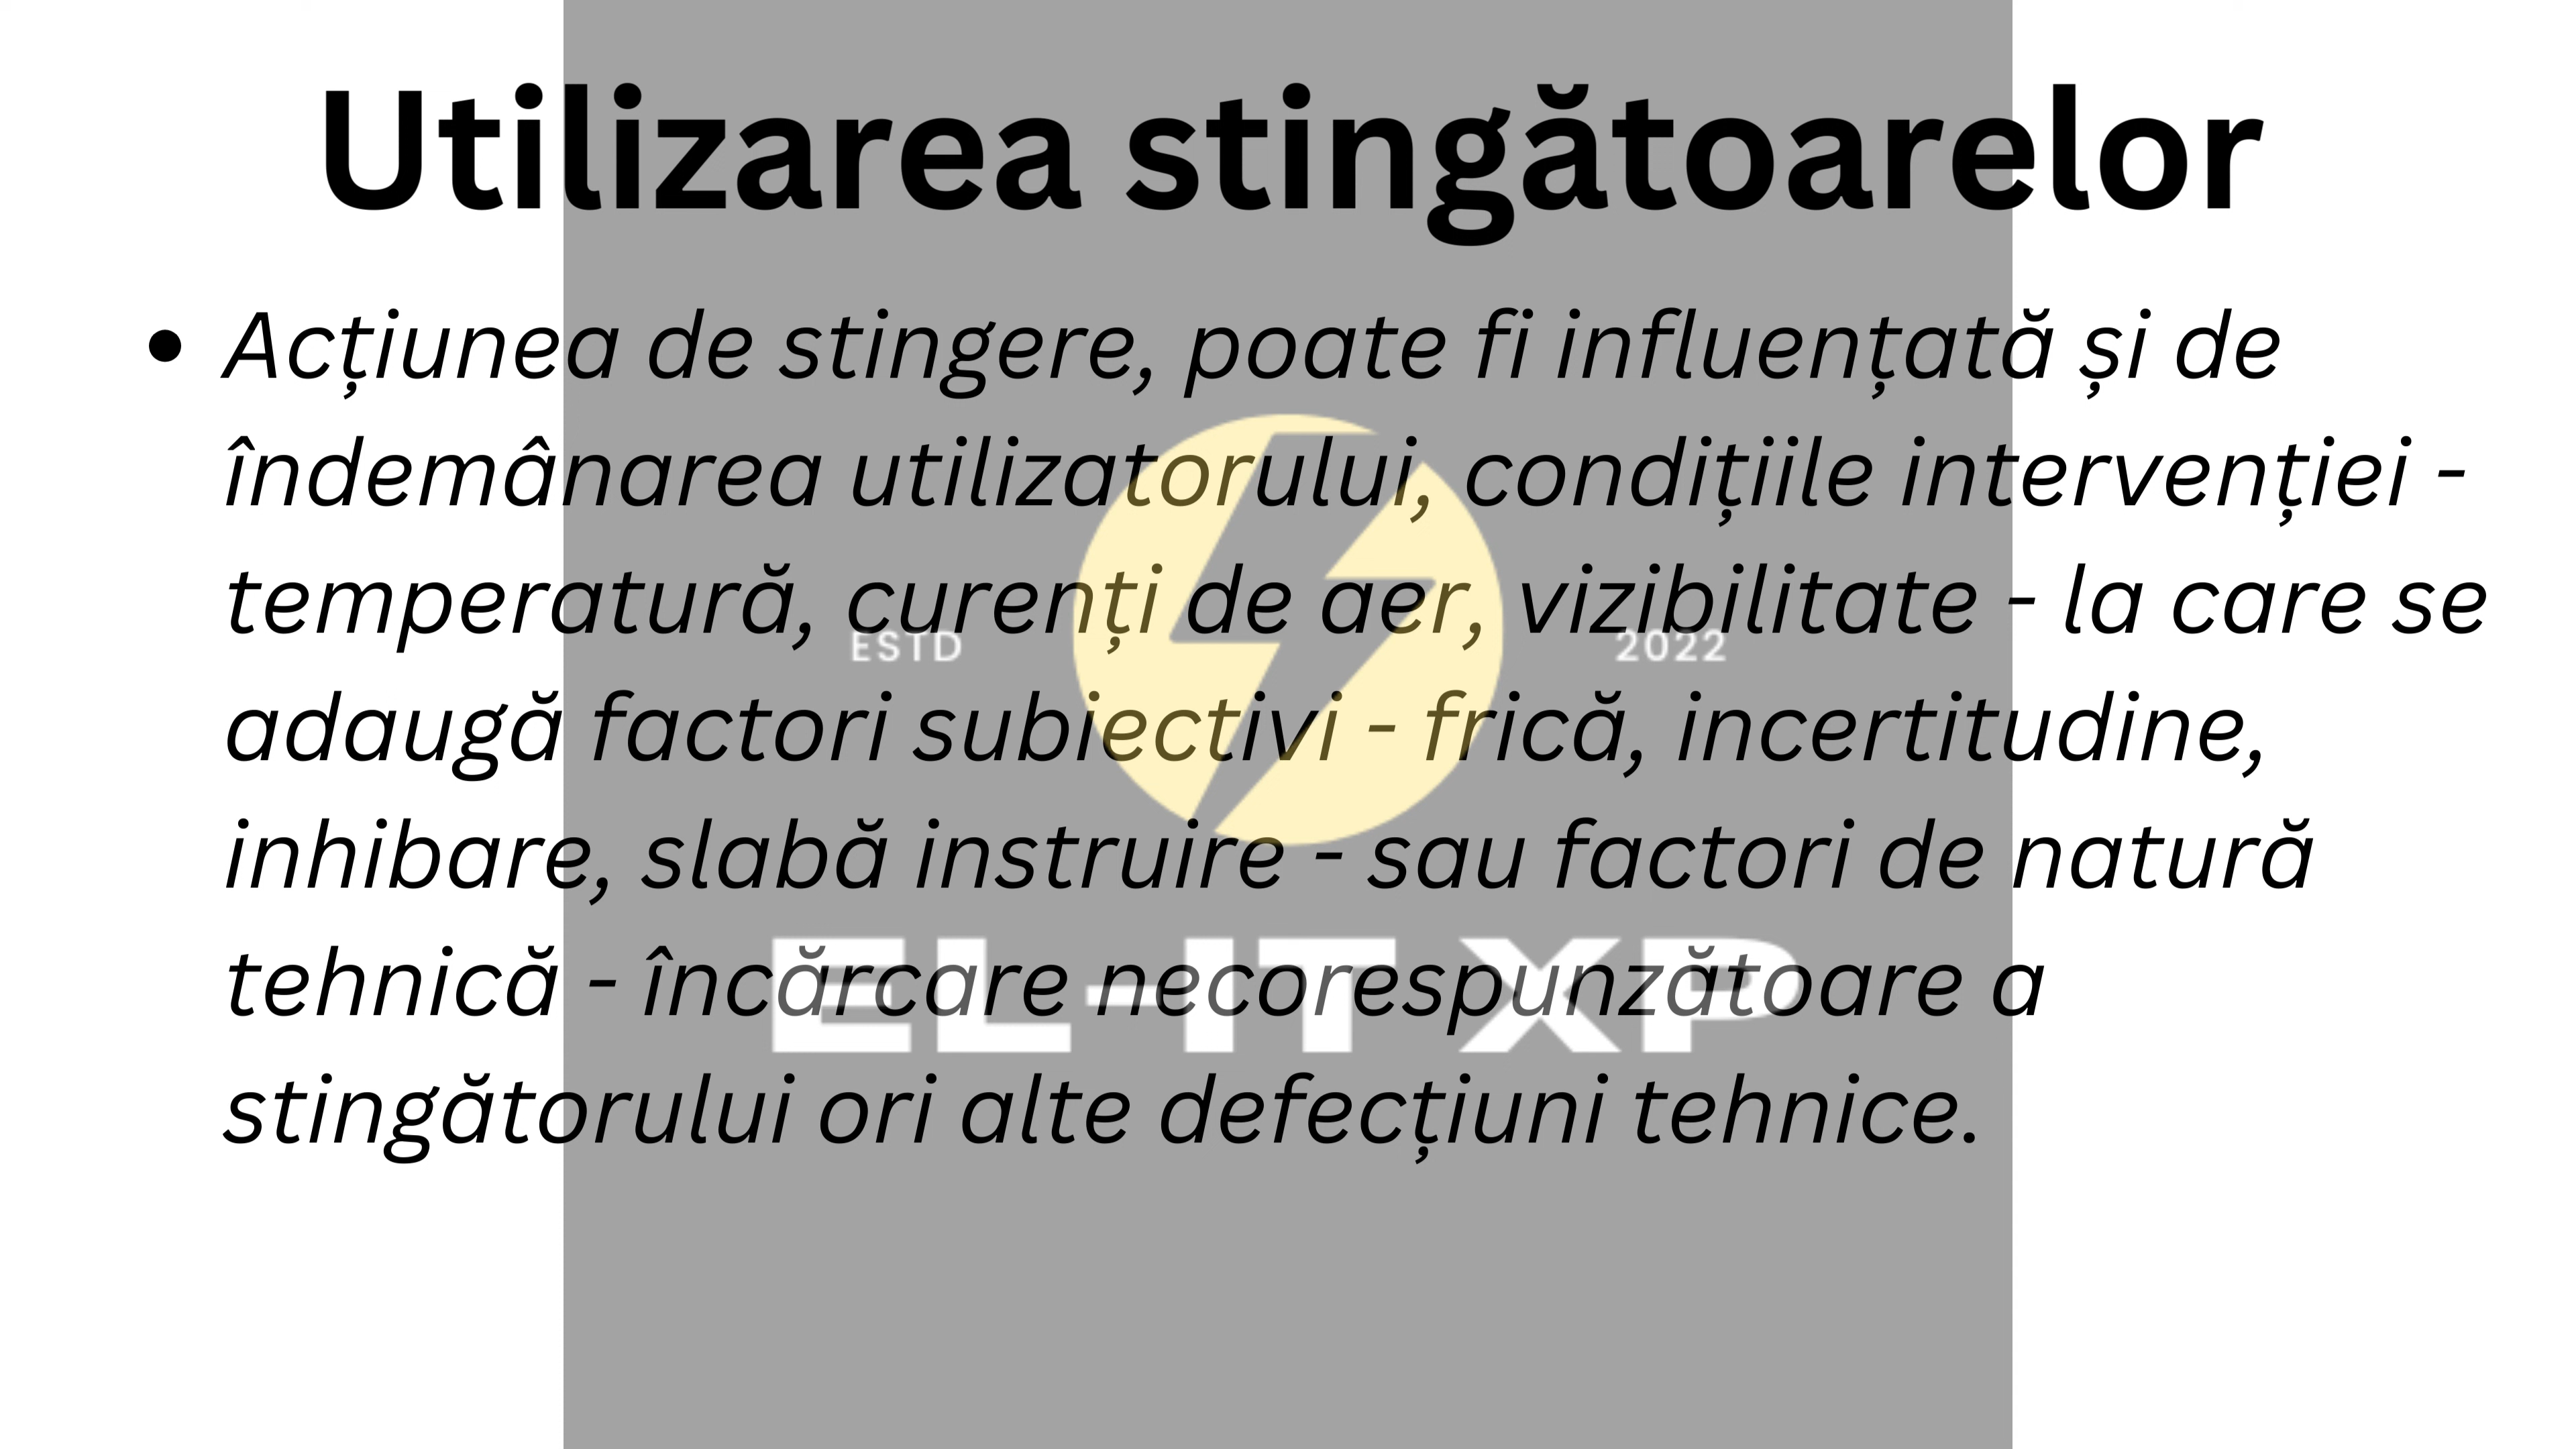 Utilizarea stingătoarelor
• Acțiunea de stingere, poate fi influențată și de
îndemânarea utilizatorului, condițiile intervenției -
temperatură, curenți de aer, vizibilitate - la care se
ESTD 2022
adaugă factori subiectivi - frică, incertitudine,
inhibare, slabă instruire - sau factori de natură
tehnică - încărcare necorespunzătoare a
EL-IT XP
stingătorului ori alte defecțiuni tehnice.